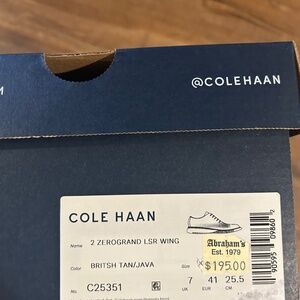 M
@COLEHAAN
COLE HAAN
Name 2 ZEROGRAND LSR WING
Abraham's
Est. 1979
$195.00
Color BRITSH TAN/JAVA
Size 7 41 25.5
UK EUR CM
No. C25351